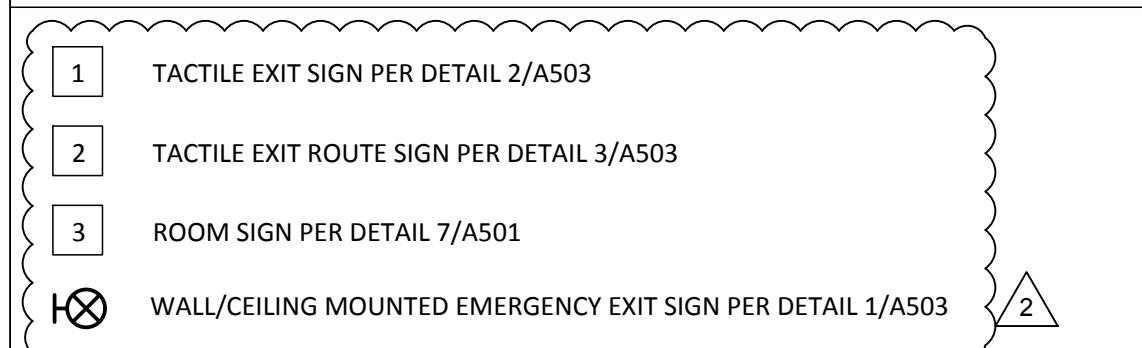 1 TACTILE EXIT SIGN PER DETAIL 2/A503
2 TACTILE EXIT ROUTE SIGN PER DETAIL 3/A503
3 ROOM SIGN PER DETAIL 7/A501
WALL/CEILING MOUNTED EMERGENCY EXIT SIGN PER DETAIL 1/A503 2